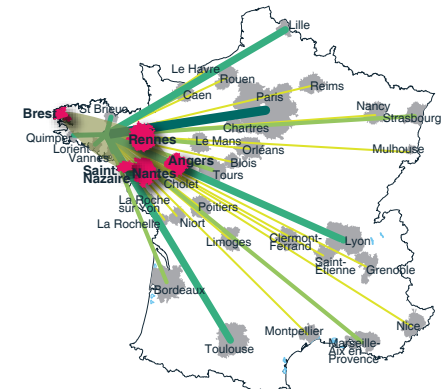 Lille
Le Havre
Rouen
Reims
Caen
Paris
Nancy
Strasbourg
Brest
St Brieuc
Chartres
Quimper
Rennes
Le Mans
Orléans
Mulhouse
Lorient
Vannes
Angers
Blois
Saint-
Nazaire
Nantes
Tours
Cholet
La Roche
sur Yon
Poitiers
La Rochelle
Niort
Limoges
Clermont-
Ferrand
Lyon
Saint-
Etienne
Grenoble
Bordeaux
Toulouse
Montpellier
Nice
Marseille-
Aix en
Provence